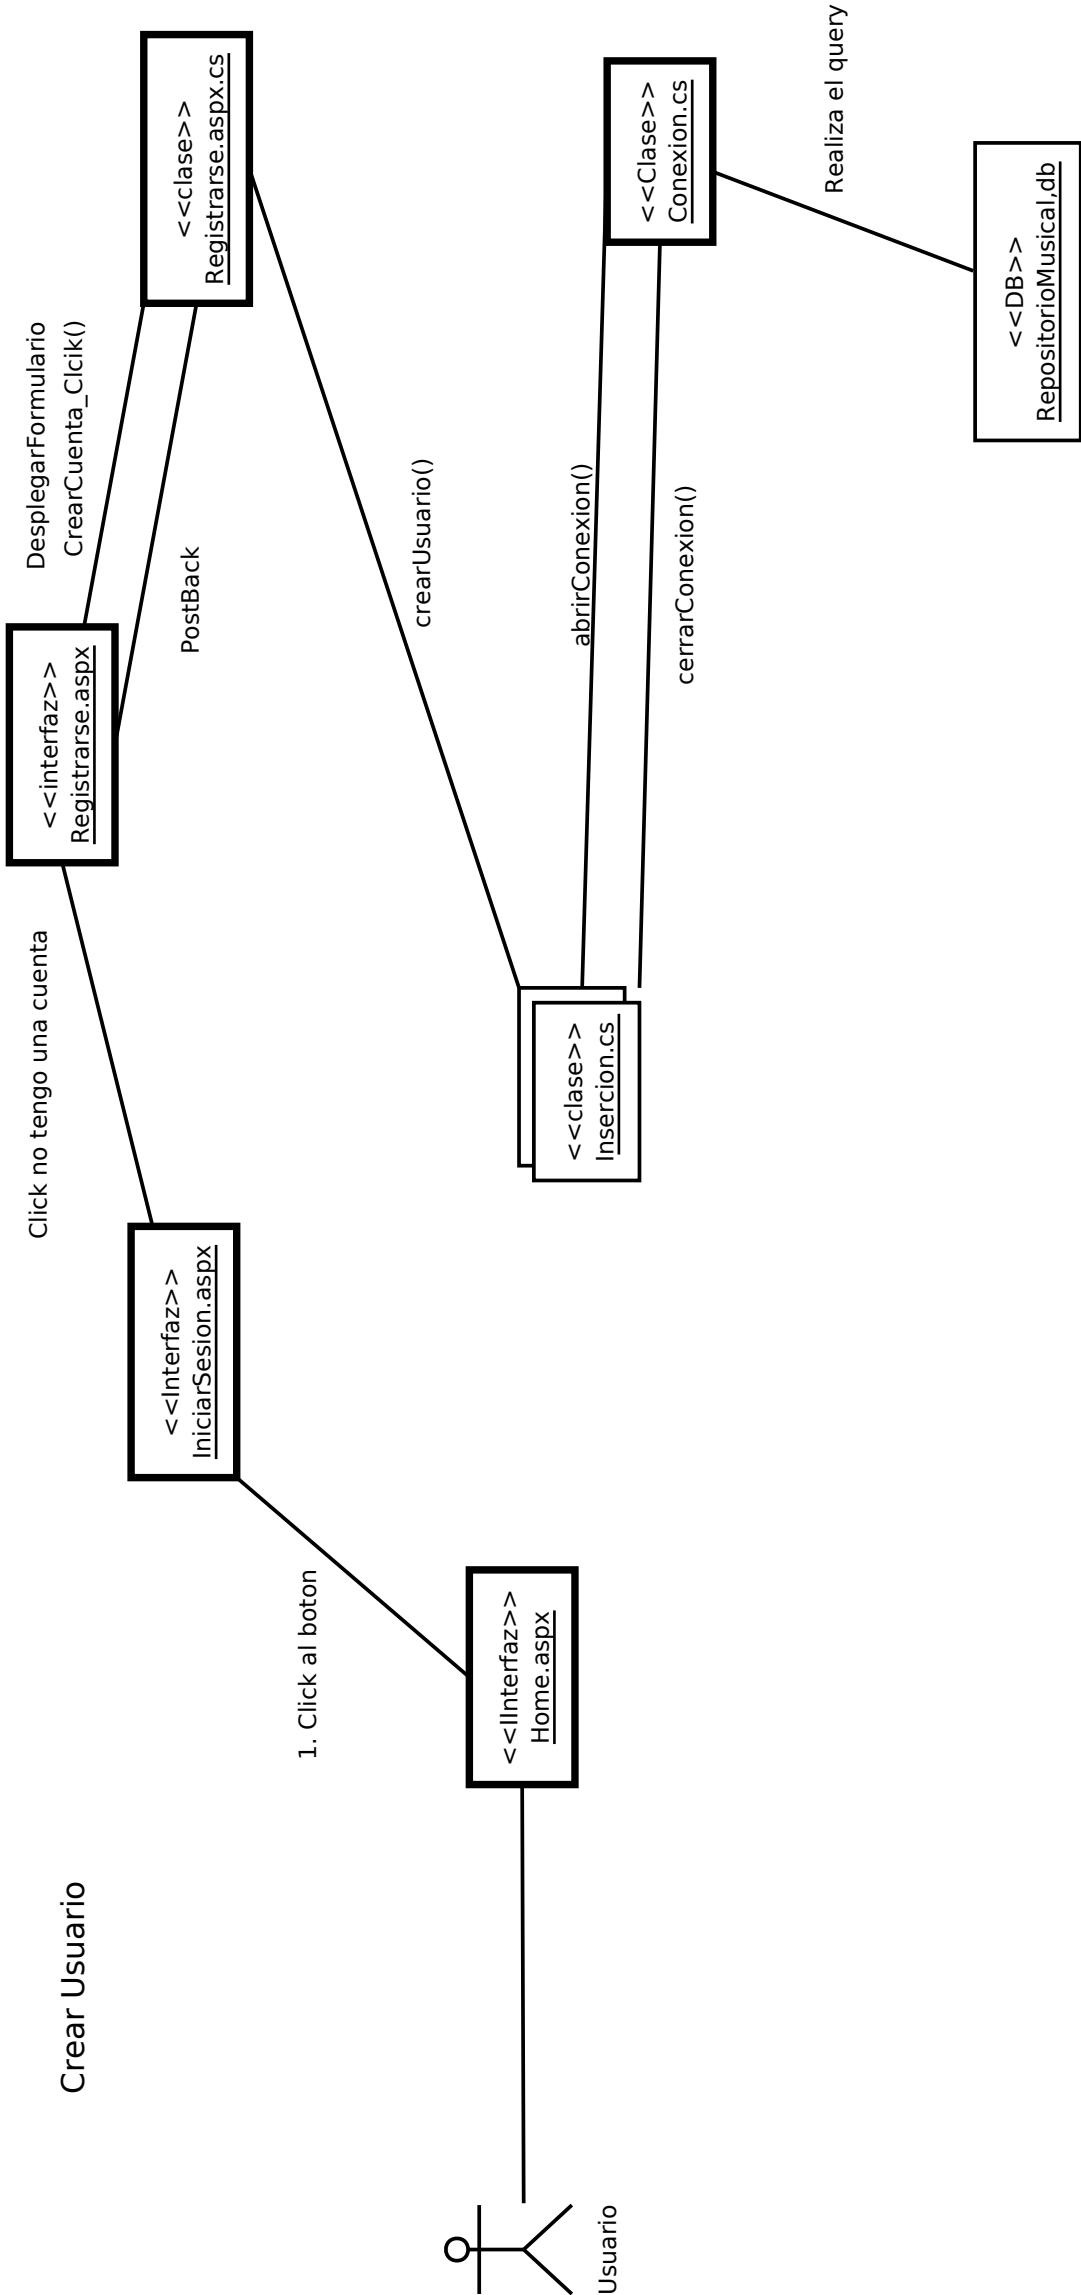 Crear Usuario
Usuario
<<IInterfaz>>
Home.aspx
1. Click al boton
<<Interfaz>>
IniciarSesion.aspx
Click no tengo una cuenta
<<interfaz>>
Registrarse.aspx
DesplegarFormulario
CrearCuenta_Clcik()
PostBack
<<clase>>
Registrarse.aspx.cs
crearUsuario()
<<clase>>
Insercion.cs
abrirConexion()
cerrarConexion()
<<Clase>>
Conexion.cs
Realiza el query
<<DB>>
RepositorioMusical,db